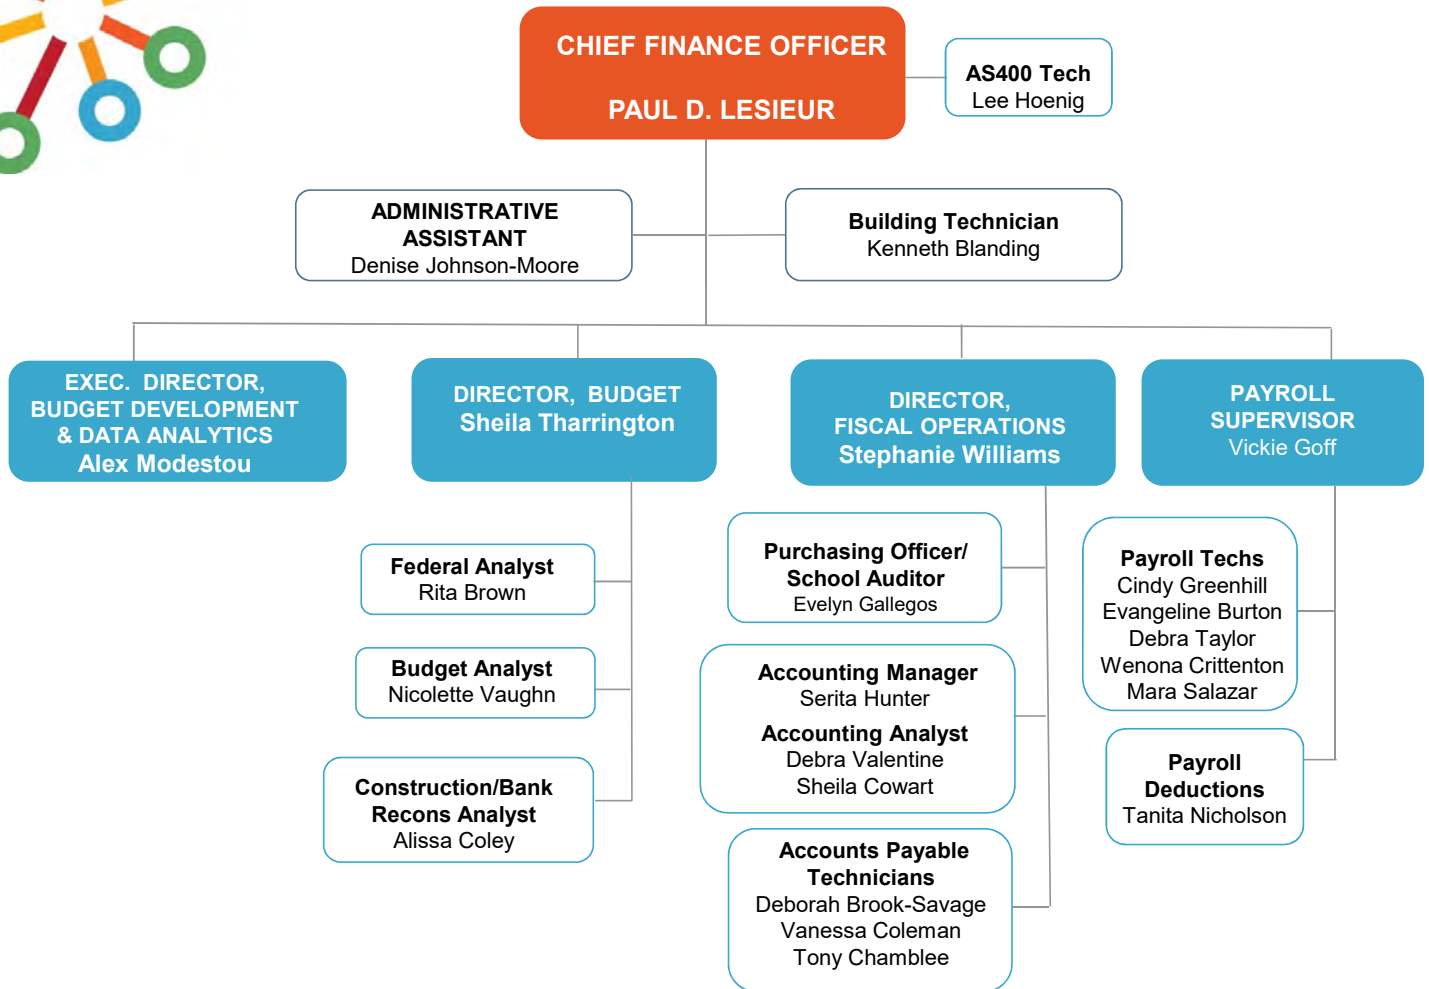 CHIEF FINANCE OFFICER
PAUL D. LESIEUR
AS400 Tech
Lee Hoenig
ADMINISTRATIVE
ASSISTANT
Denise Johnson-Moore
Building Technician
Kenneth Blanding
EXEC. DIRECTOR,
BUDGET DEVELOPMENT
& DATA ANALYTICS
Alex Modestou
DIRECTOR, BUDGET
Sheila Tharrington
DIRECTOR,
FISCAL OPERATIONS
Stephanie Williams
PAYROLL
SUPERVISOR
Vickie Goff
Federal Analyst
Rita Brown
Budget Analyst
Nicolette Vaughn
Construction/Bank
Recons Analyst
Alissa Coley
Purchasing Officer/
School Auditor
Evelyn Gallegos
Accounting Manager
Serita Hunter
Accounting Analyst
Debra Valentine
Sheila Cowart
Accounts Payable
Technicians
Deborah Brook-Savage
Vanessa Coleman
Tony Chamblee
Payroll Techs
Cindy Greenhill
Evangeline Burton
Debra Taylor
Wenona Crittenton
Mara Salazar
Payroll
Deductions
Tanita Nicholson